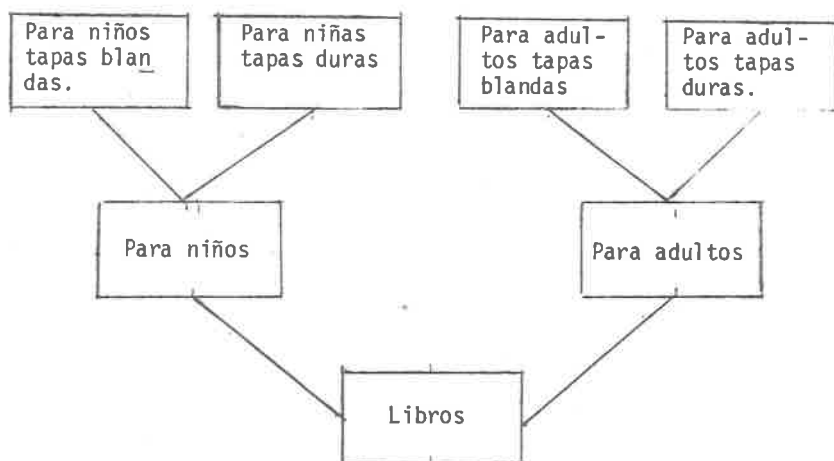 Para niños
tapas blan
das.
Para niñas
tapas duras
Para adul-
tos tapas
blandas
Para adul-
tos tapas
duras.
Para niños
Para adultos
Libros